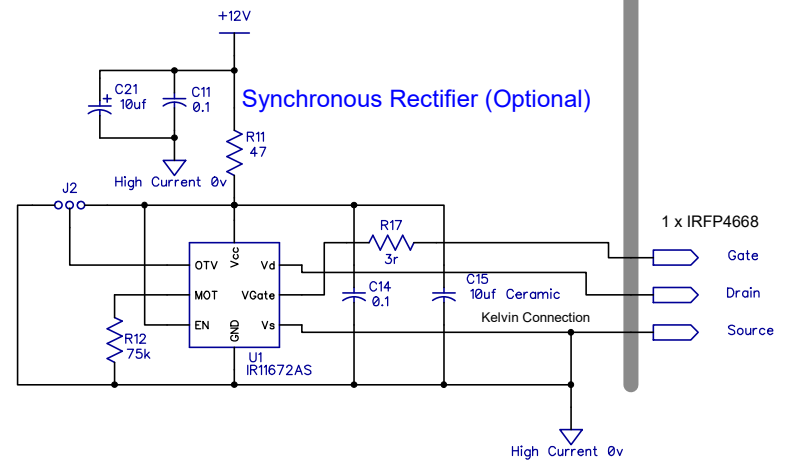 +12V
C21
10uf
C11
0.1
Synchronous Rectifier (Optional)
R11
47
High Current 0v
J2
1 x IRFP4668
R17
3r
Gate
OTV
Vcc
Vd
MOT
VGate
C14
0.1
C15
10uf Ceramic
Drain
Kelvin Connection
EN
GND
Vs
Source
R12
75k
U1
IR11672AS
High Current 0v